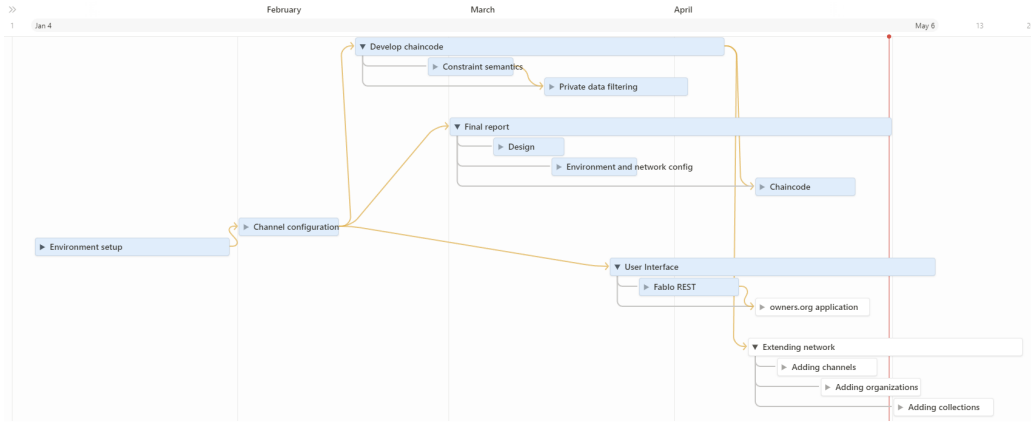 February March April
1 Jan 4 May 6 13 2
Develop chaincode
Constraint semantics
Private data filtering
Final report
Design
Environment and network config
Chaincode
Channel configuration
Environment setup
User Interface
Fablo REST
owners.org application
Extending network
Adding channels
Adding organizations
Adding collections